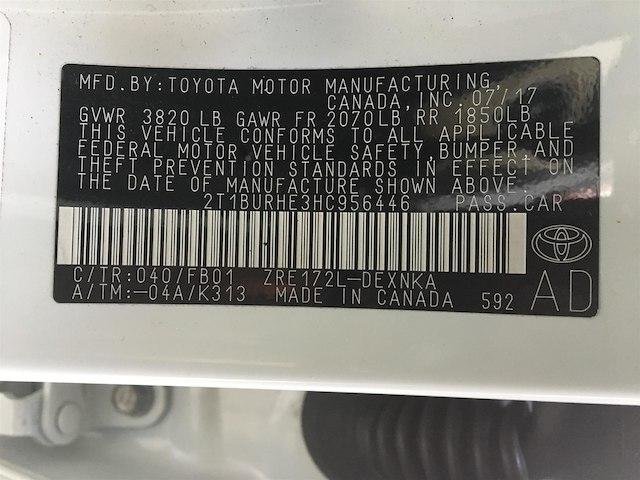 MFD.BY:TOYOTA MOTOR MANUFACTURING
CANADA,INC. 07/17
GVWR 3820 LB GAWR FR 2070LB RR 1850LB
THIS VEHICLE CONFORMS TO ALL APPLICABLE
FEDERAL MOTOR VEHICLE SAFETY,BUMPER,AND
THEFT PREVENTION STANDARDS IN EFFECT ON
THE DATE OF MANUFACTURE SHOWN ABOVE.
2T1BURHE3HC956446 PASS.CAR
C/TR:040/FB01 ZRE172L-DEXNKA
A/TM:-04A/K313 MADE IN CANADA 592 AD